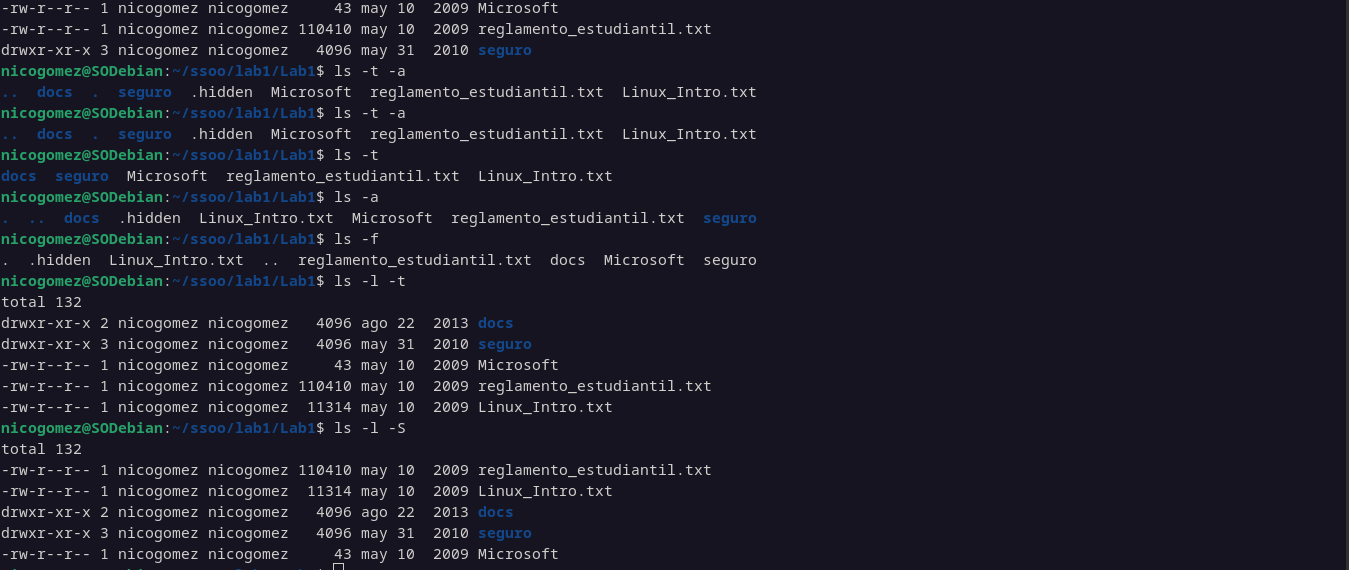 -rw-r--r-- 1 nicogomez nicogomez     43 may 10  2009 Microsoft
-rw-r--r-- 1 nicogomez nicogomez 110410 may 10  2009 reglamento_estudiantil.txt
drwxr-xr-x 3 nicogomez nicogomez   4096 may 31  2010 seguro
nicogomez@SODebian:~/ssoo/lab1/Lab1$ ls -t -a
..  docs  .  seguro  .hidden  Microsoft  reglamento_estudiantil.txt  Linux_Intro.txt
nicogomez@SODebian:~/ssoo/lab1/Lab1$ ls -t -a
..  docs  .  seguro  .hidden  Microsoft  reglamento_estudiantil.txt  Linux_Intro.txt
nicogomez@SODebian:~/ssoo/lab1/Lab1$ ls -t
docs  seguro  Microsoft  reglamento_estudiantil.txt  Linux_Intro.txt
nicogomez@SODebian:~/ssoo/lab1/Lab1$ ls -a
.  ..  docs  .hidden  Linux_Intro.txt  Microsoft  reglamento_estudiantil.txt  seguro
nicogomez@SODebian:~/ssoo/lab1/Lab1$ ls -f
.  .hidden  Linux_Intro.txt  ..  reglamento_estudiantil.txt  docs  Microsoft  seguro
nicogomez@SODebian:~/ssoo/lab1/Lab1$ ls -l -t
total 132
drwxr-xr-x 2 nicogomez nicogomez   4096 ago 22  2013 docs
drwxr-xr-x 3 nicogomez nicogomez   4096 may 31  2010 seguro
-rw-r--r-- 1 nicogomez nicogomez     43 may 10  2009 Microsoft
-rw-r--r-- 1 nicogomez nicogomez 110410 may 10  2009 reglamento_estudiantil.txt
-rw-r--r-- 1 nicogomez nicogomez  11314 may 10  2009 Linux_Intro.txt
nicogomez@SODebian:~/ssoo/lab1/Lab1$ ls -l -S
total 132
-rw-r--r-- 1 nicogomez nicogomez 110410 may 10  2009 reglamento_estudiantil.txt
-rw-r--r-- 1 nicogomez nicogomez  11314 may 10  2009 Linux_Intro.txt
drwxr-xr-x 2 nicogomez nicogomez   4096 ago 22  2013 docs
drwxr-xr-x 3 nicogomez nicogomez   4096 may 31  2010 seguro
-rw-r--r-- 1 nicogomez nicogomez     43 may 10  2009 Microsoft